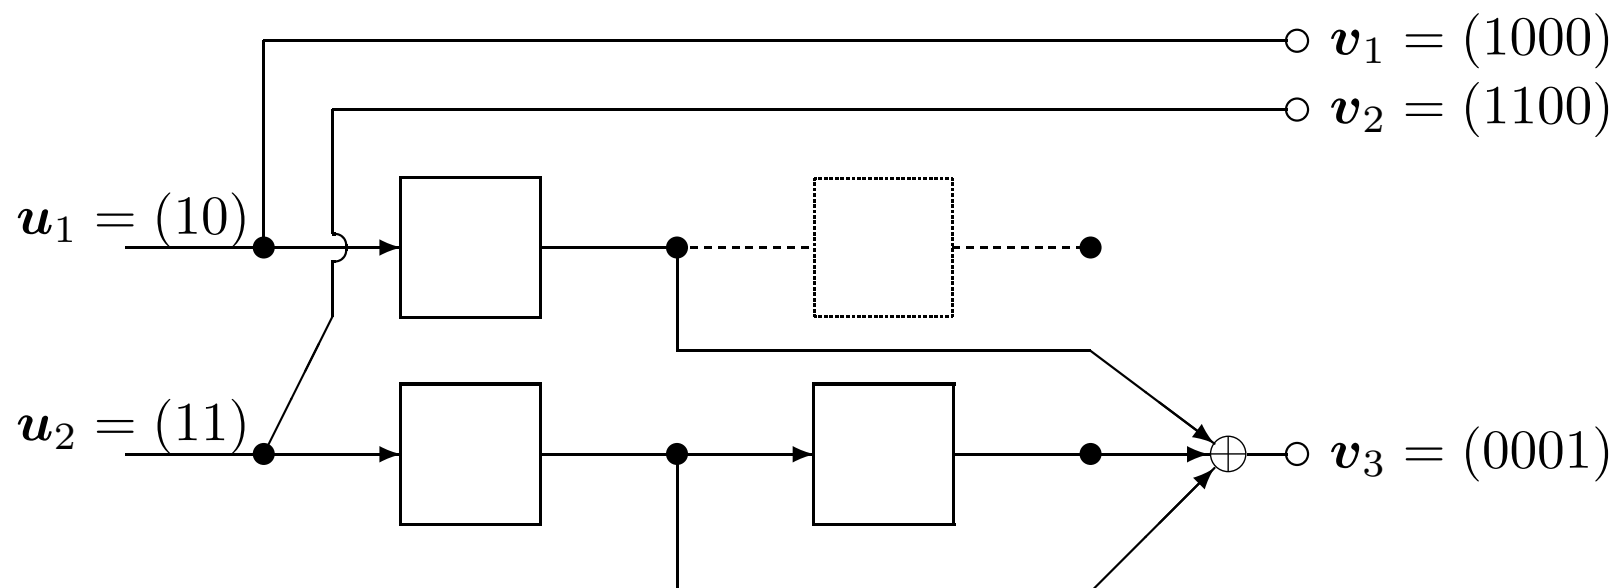 v₁ = (1000)
v₂ = (1100)
u₁ = (10)
u₂ = (11)
v₃ = (0001)